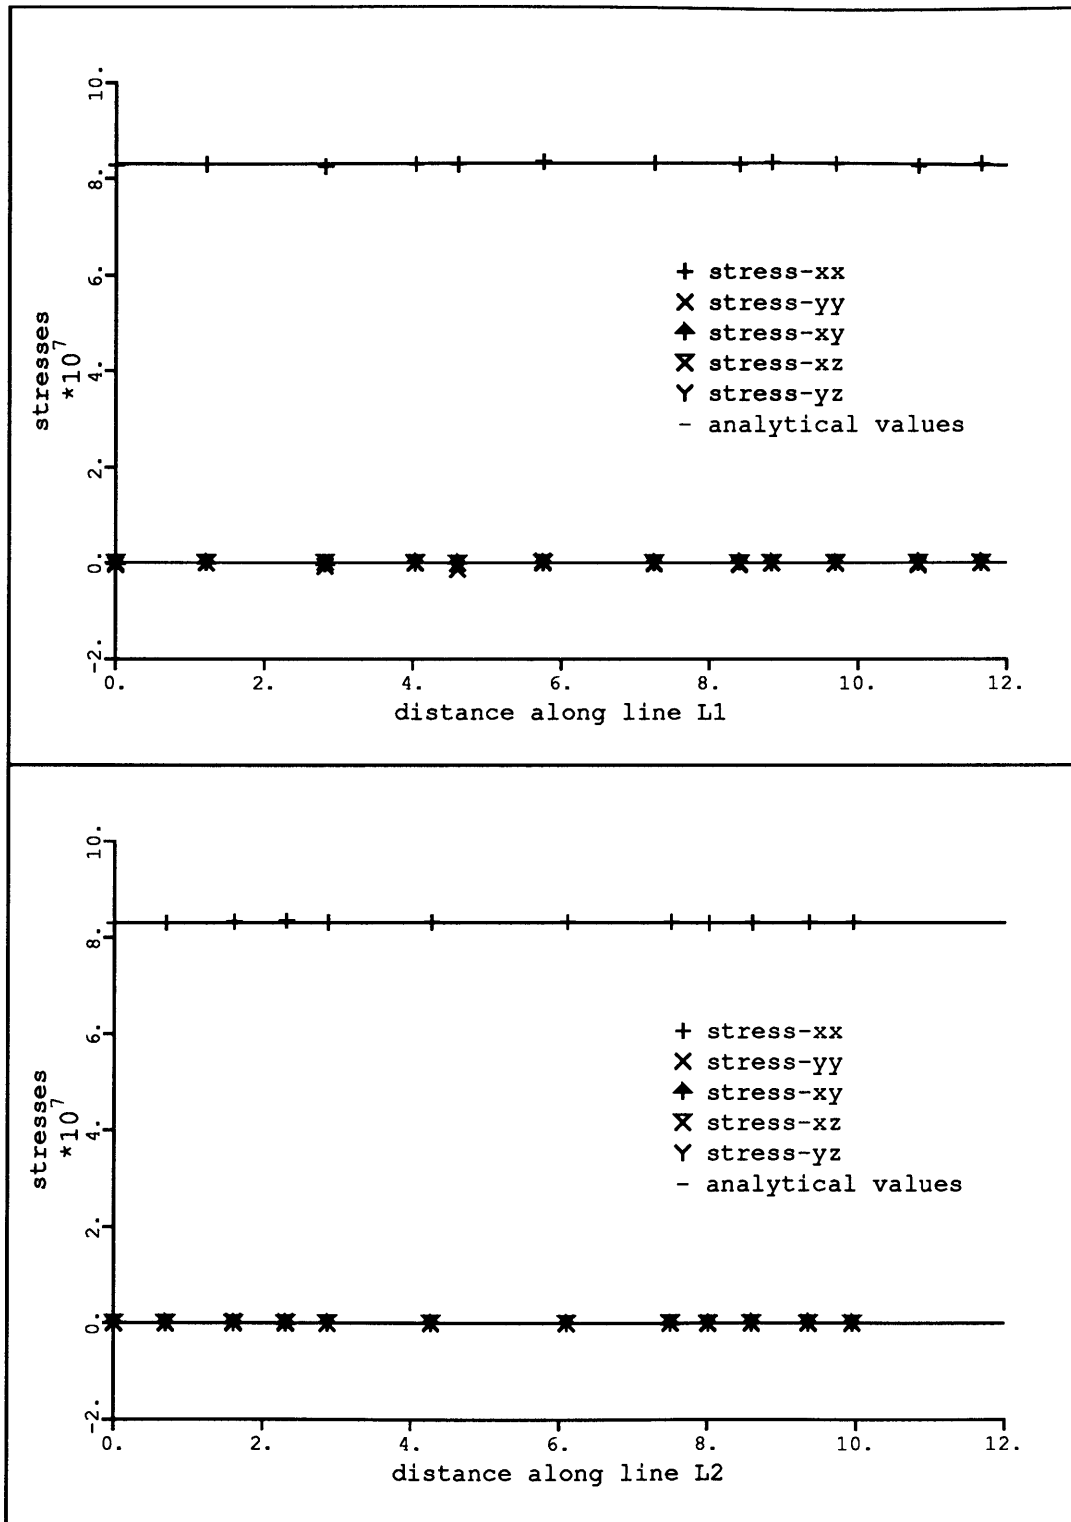 10.
8.
6.
4.
2.
0.
-2.
stresses
*10^7
+ stress-xx
× stress-yy
stress-xy
stress-xz
Y stress-yz
- analytical values
0. 2. 4. 6. 8. 10. 12.
distance along line L1
10.
8.
6.
4.
2.
0.
-2.
stresses
*10^7
+ stress-xx
× stress-yy
stress-xy
stress-xz
Y stress-yz
- analytical values
0. 2. 4. 6. 8. 10. 12.
distance along line L2